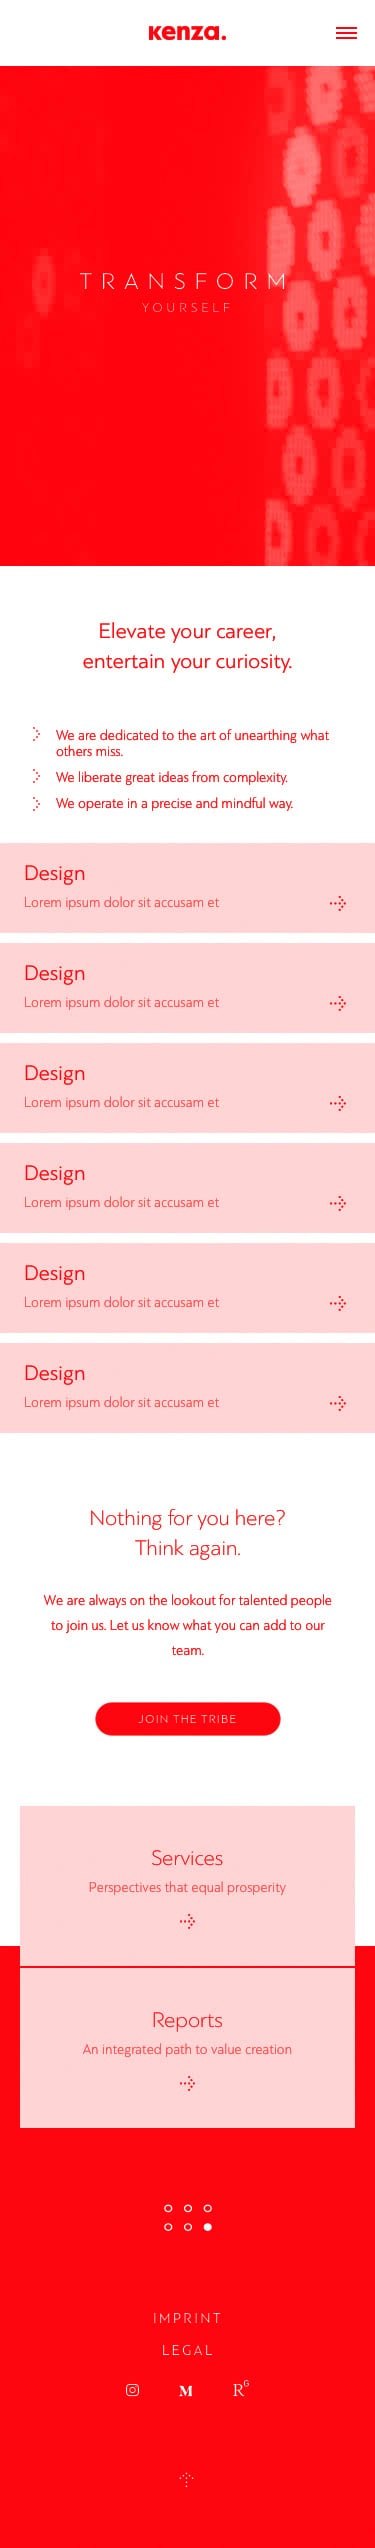 Kenza.
TRANSFORM
YOURSELF
Elevate your career,
entertain your curiosity.
We are dedicated to the art of unearthing what
others miss.
We liberate great ideas from complexity.
We operate in a precise and mindful way.
Design
Lorem ipsum dolor sit accusam et
Design
Lorem ipsum dolor sit accusam et
Design
Lorem ipsum dolor sit accusam et
Design
Lorem ipsum dolor sit accusam et
Design
Lorem ipsum dolor sit accusam et
Design
Lorem ipsum dolor sit accusam et
Nothing for you here?
Think again.
We are always on the lookout for talented people
to join us. Let us know what you can add to our
team.
JOIN THE TRIBE
Services
Perspectives that equal prosperity
Reports
An integrated path to value creation
IMPRINT
LEGAL
M RG